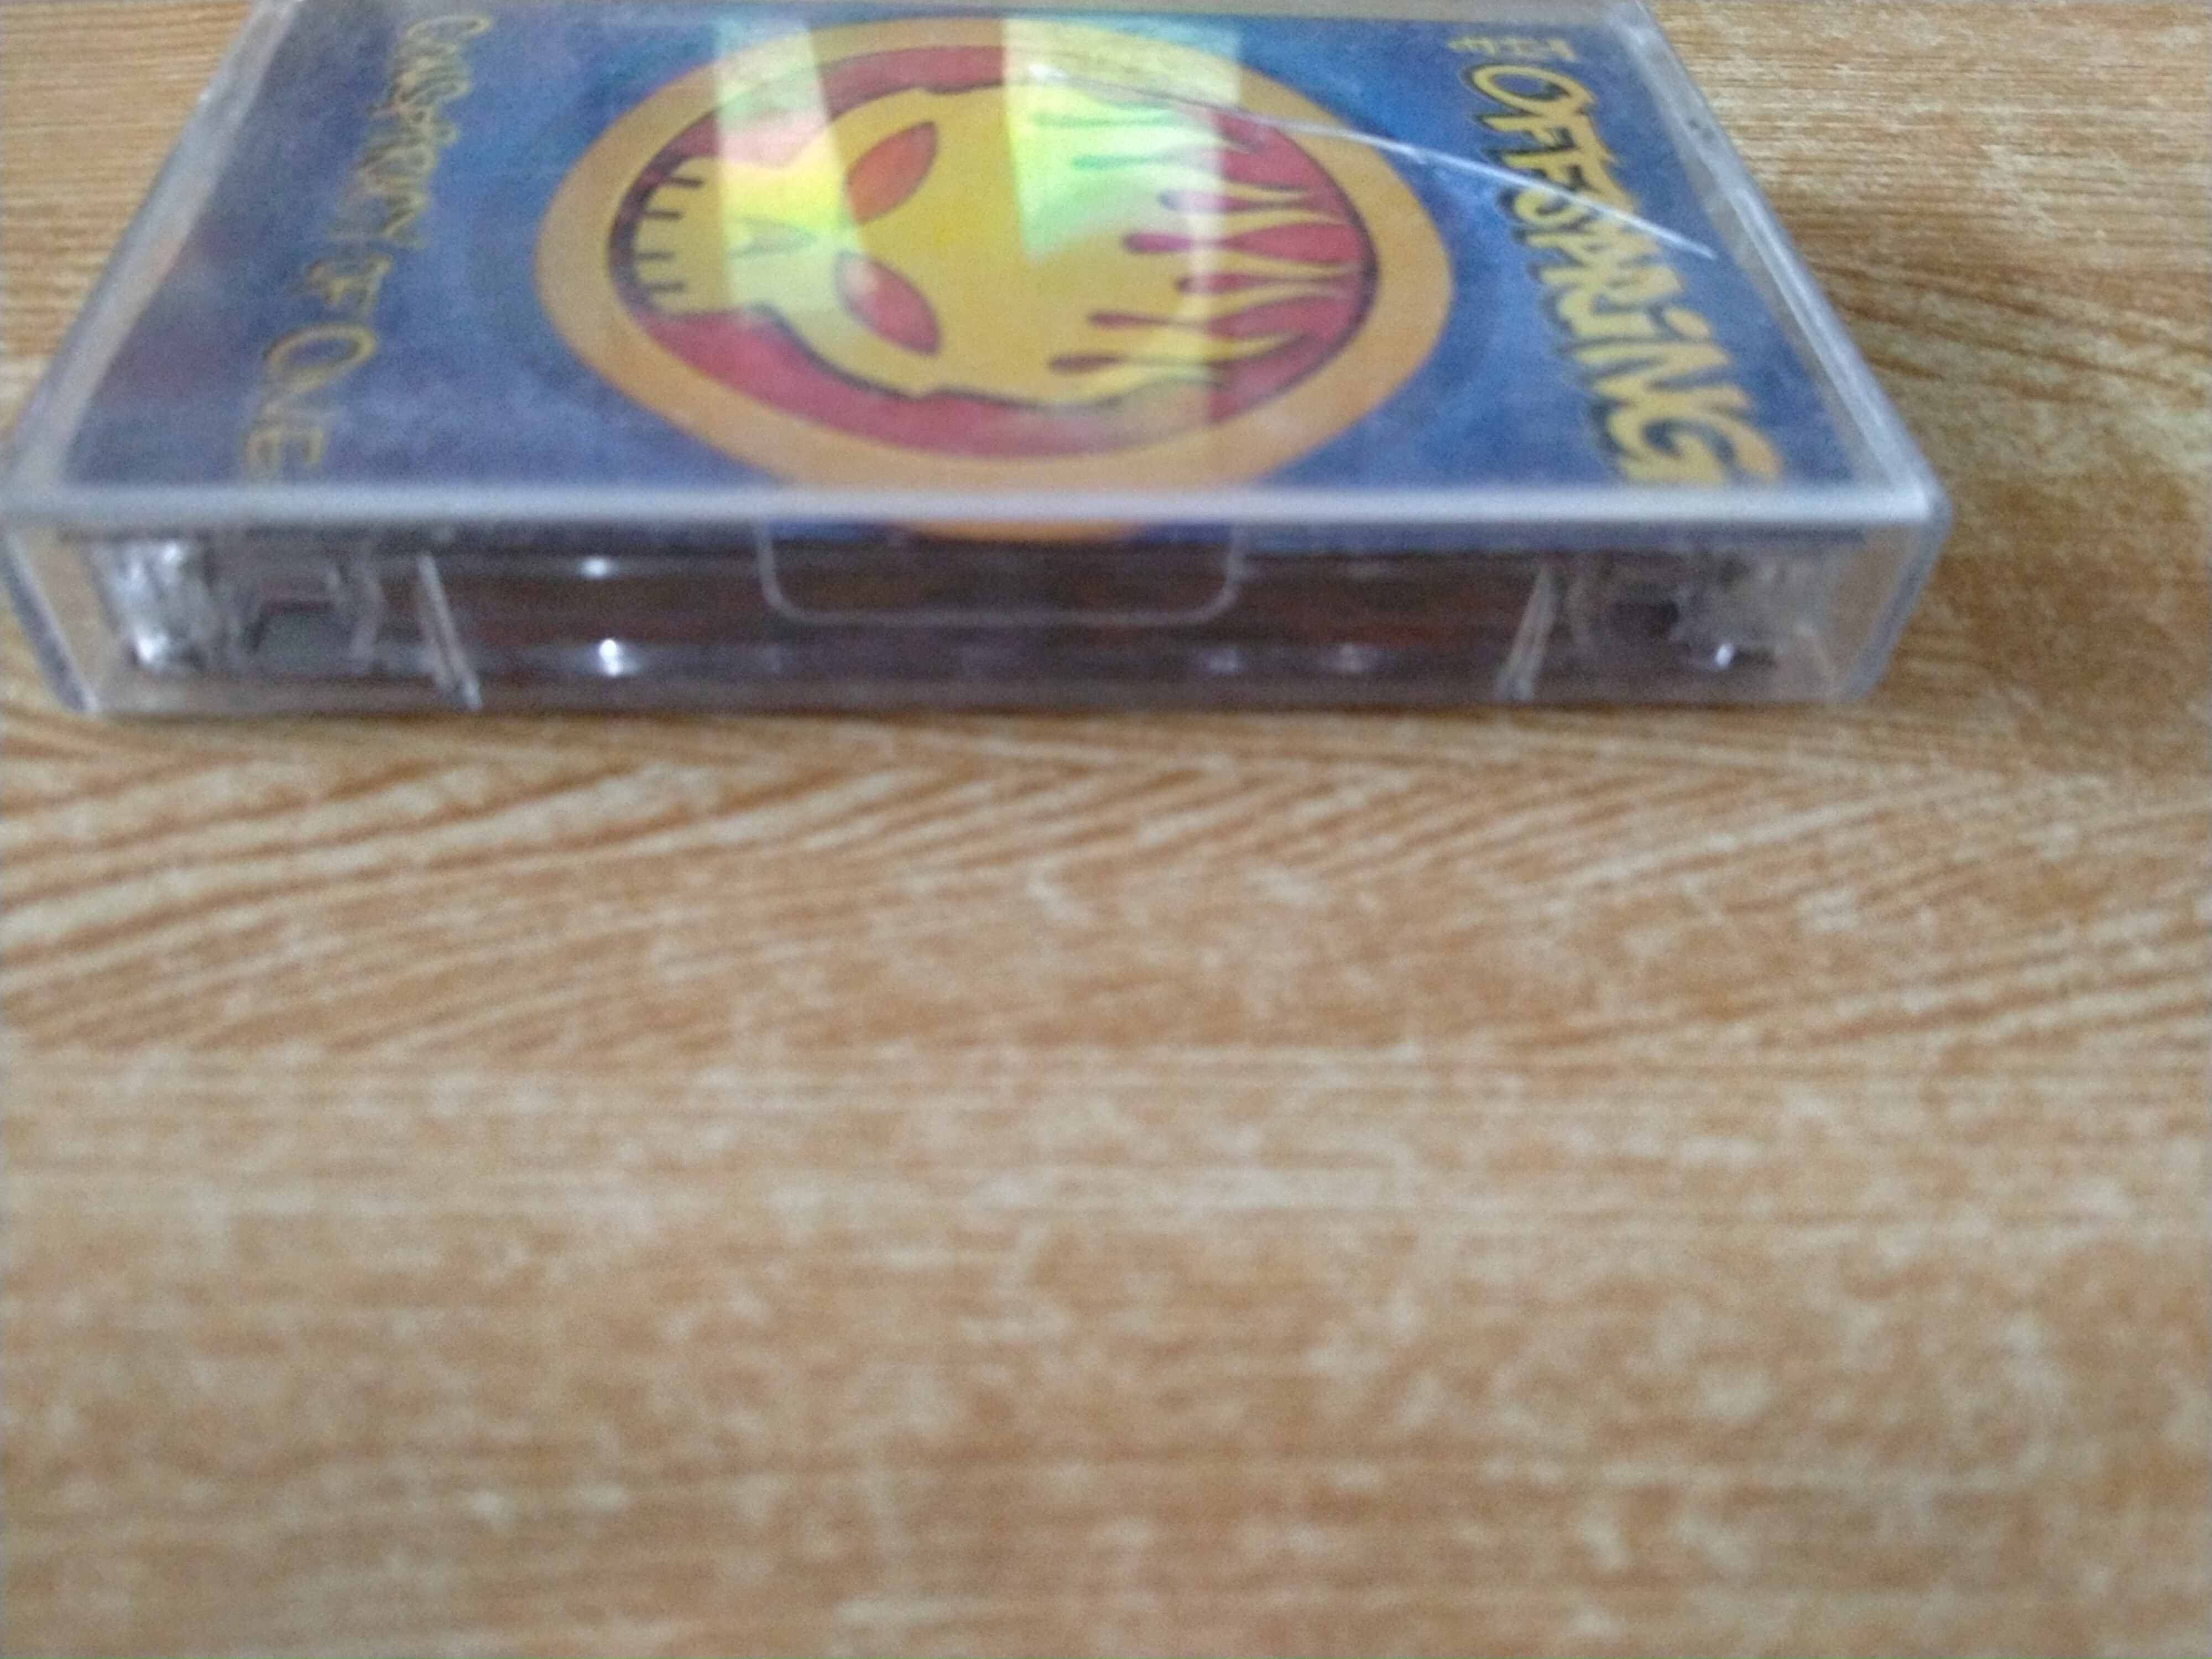 THE
OFFSPRING
CONSPIRACY OF ONE